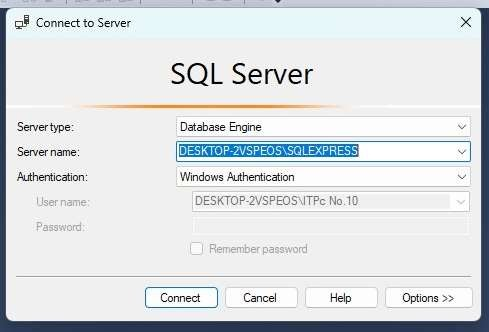 Connect to Server
SQL Server
Server type: Database Engine
Server name: DESKTOP-2VSPEOS\SQLEXPRESS
Authentication: Windows Authentication
User name: DESKTOP-2VSPEOS\ITPc No.10
Password:
Remember password
Connect Cancel Help Options >>